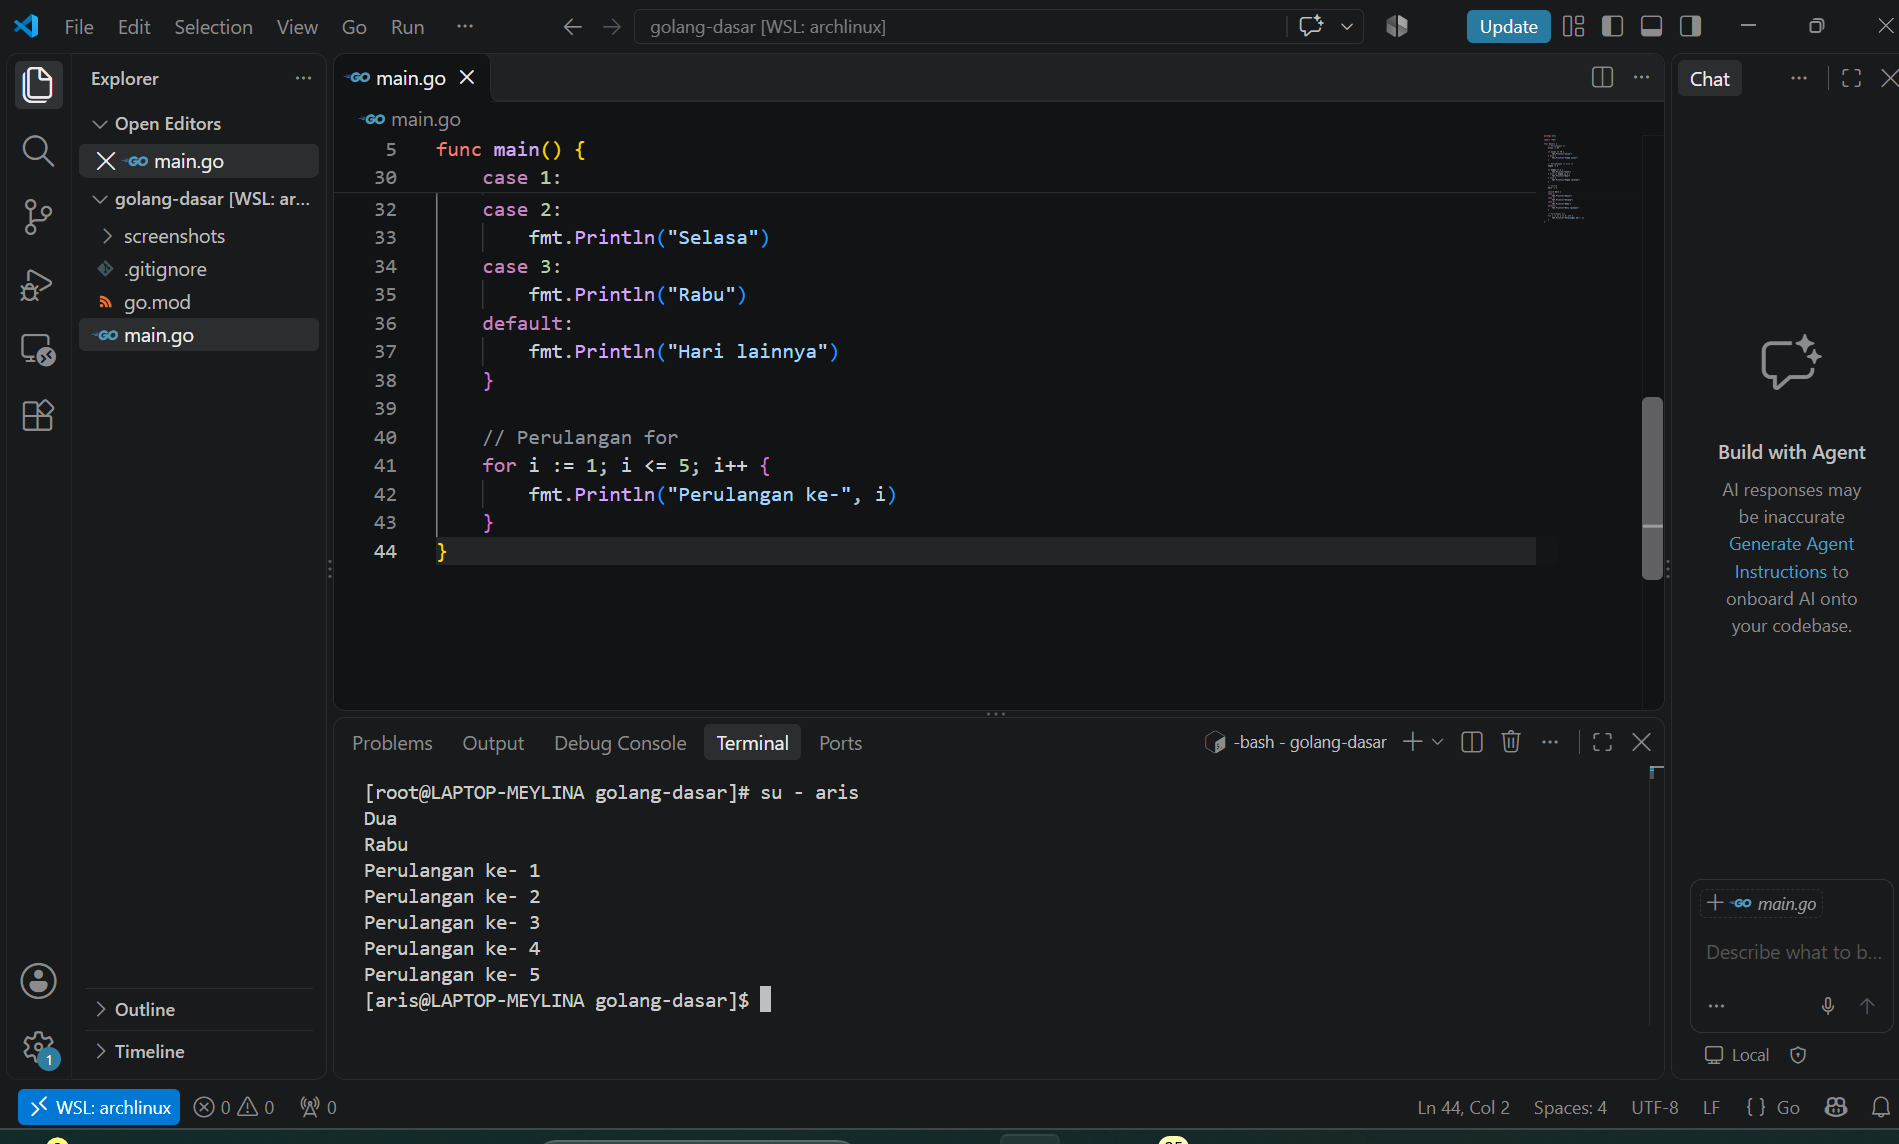 File Edit Selection View Go Run ···
golang-dasar [WSL: archlinux]
Update
Explorer
Open Editors
main.go
golang-dasar [WSL: ar...
screenshots
.gitignore
go.mod
main.go
Outline
Timeline
main.go
main.go
5 func main() {
30 case 1:
32 case 2:
33 fmt.Println("Selasa")
34 case 3:
35 fmt.Println("Rabu")
36 default:
37 fmt.Println("Hari lainnya")
38 }
39
40 // Perulangan for
41 for i := 1; i <= 5; i++ {
42 fmt.Println("Perulangan ke-", i)
43 }
44 }
Problems Output Debug Console Terminal Ports
-bash - golang-dasar
[root@LAPTOP-MEYLINA golang-dasar]# su - aris
Dua
Rabu
Perulangan ke- 1
Perulangan ke- 2
Perulangan ke- 3
Perulangan ke- 4
Perulangan ke- 5
[aris@LAPTOP-MEYLINA golang-dasar]$
Chat
Build with Agent
AI responses may
be inaccurate
Generate Agent
Instructions to
onboard AI onto
your codebase.
main.go
Describe what to b...
Local
1
WSL: archlinux 0 0 0
Ln 44, Col 2 Spaces: 4 UTF-8 LF { } Go